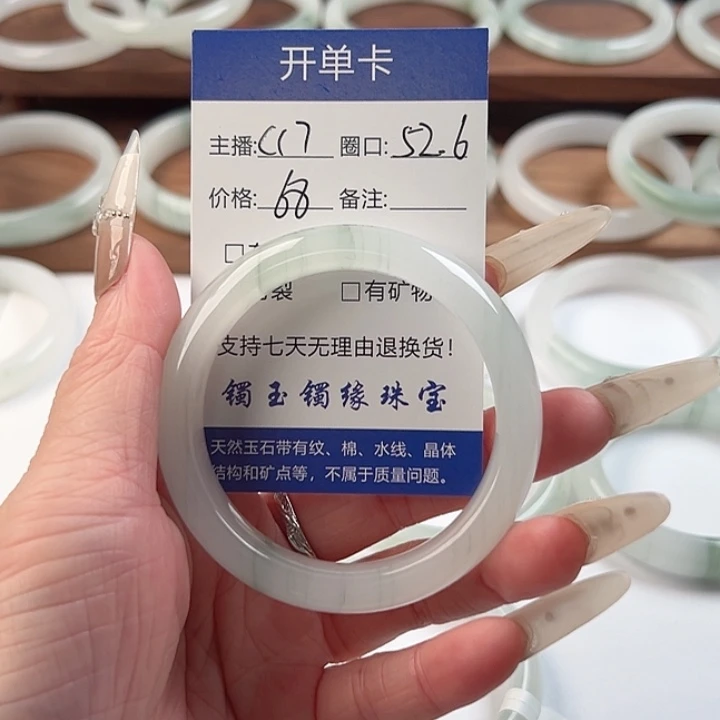 开单卡
主播: C17 圈口: 52.6
价格: 68 备注:
□
裂 □有矿物
支持七天无理由退换货!
镯玉镯缘珠宝
天然玉石带有纹、棉、水线、晶体
结构和矿点等，不属于质量问题。